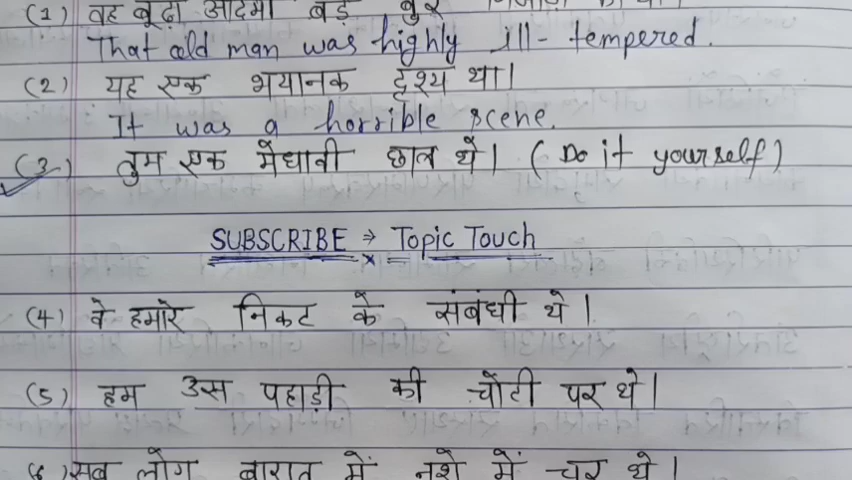 (1) वह बूढ़ा आदमी बड़े बुरे
That old man was highly ill-tempered.
(2) यह एक भयानक दृश्य था।
It was a horrible scene.
(3) तुम एक मेधावी छात्र थे। (Do it yourself)
SUBSCRIBE → Topic Touch
(4) वे हमारे निकट के संबंधी थे।
(5) हम उस पहाड़ी की चोटी पर थे।
(6) सब लोग बारात में नशे में चूर थे।